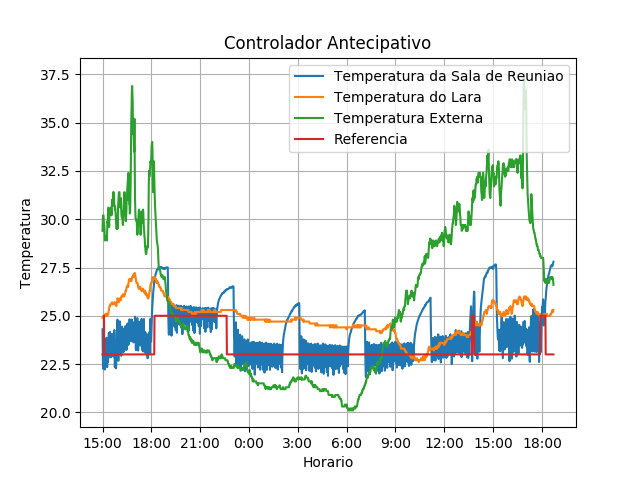 Controlador Antecipativo
37.5
35.0
32.5
30.0
27.5
25.0
22.5
20.0
Temperatura
Temperatura da Sala de Reuniao
Temperatura do Lara
Temperatura Externa
Referencia
15:00 18:00 21:00 0:00 3:00 6:00 9:00 12:00 15:00 18:00
Horario